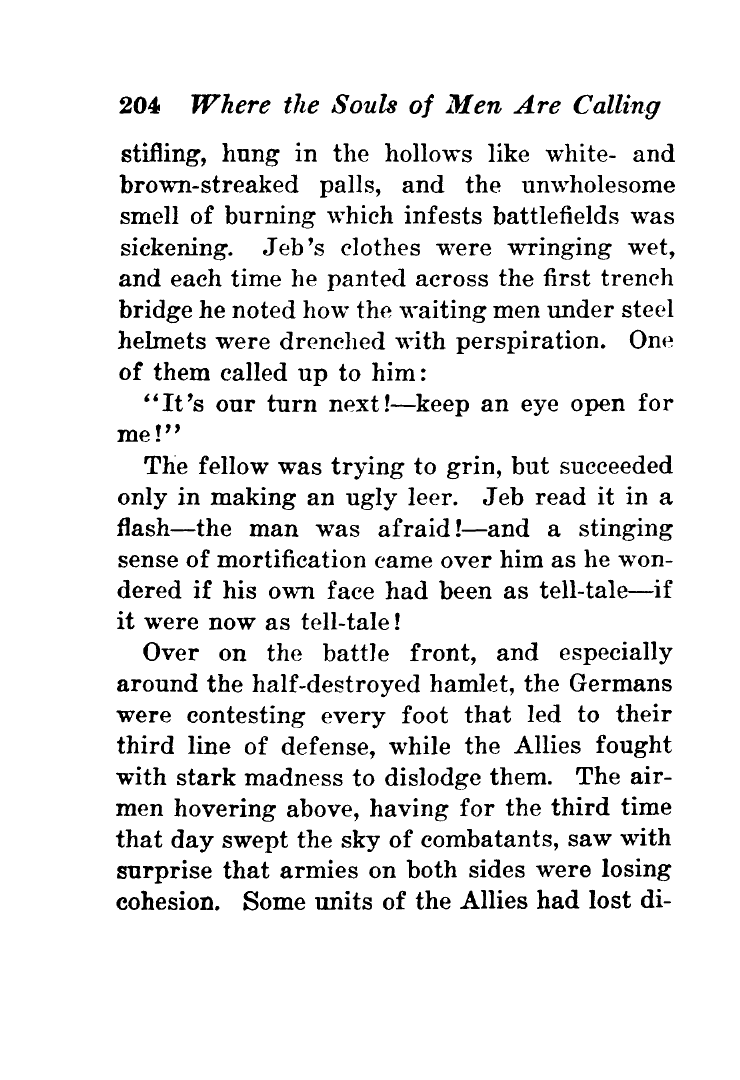 204 Where the Souls of Men Are Calling
stifling, hung in the hollows like white- and
brown-streaked palls, and the unwholesome
smell of burning which infests battlefields was
sickening. Jeb's clothes were wringing wet,
and each time he panted across the first trench
bridge he noted how the waiting men under steel
helmets were drenched with perspiration. One
of them called up to him:
“It's our turn next!—keep an eye open for
me!”
The fellow was trying to grin, but succeeded
only in making an ugly leer. Jeb read it in a
flash—the man was afraid!—and a stinging
sense of mortification came over him as he won-
dered if his own face had been as tell-tale—if
it were now as tell-tale!
Over on the battle front, and especially
around the half-destroyed hamlet, the Germans
were contesting every foot that led to their
third line of defense, while the Allies fought
with stark madness to dislodge them. The air-
men hovering above, having for the third time
that day swept the sky of combatants, saw with
surprise that armies on both sides were losing
cohesion. Some units of the Allies had lost di-